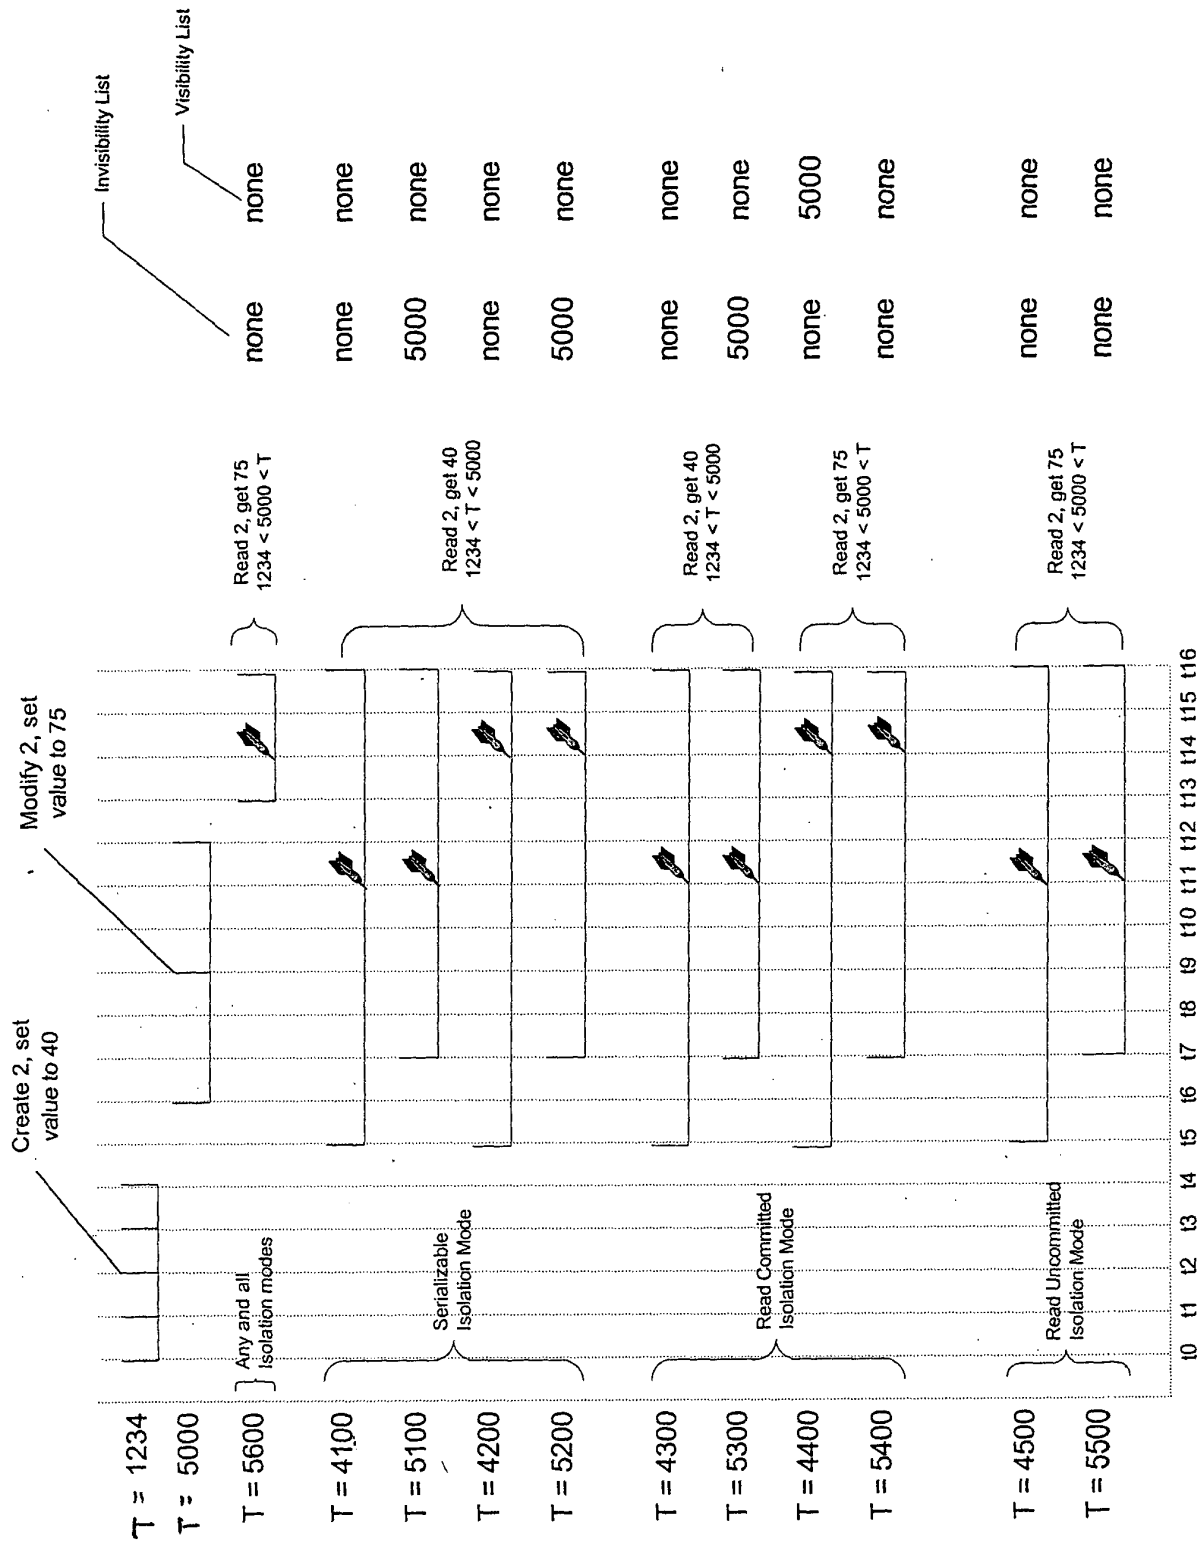 Create 2, set
value to 40
Modify 2, set
value to 75
Invisibility List
Visibility List
T = 1234
T = 5000
T = 5600
Any and all
Isolation modes
Read 2, get 75
1234 < 5000 < T
none
none
T = 4100
none
none
T = 5100
5000
none
Serializable
Isolation Mode
Read 2, get 40
1234 < T < 5000
T = 4200
none
none
T = 5200
5000
none
T = 4300
none
none
Read 2, get 40
1234 < T < 5000
T = 5300
5000
none
Read Committed
Isolation Mode
T = 4400
none
5000
Read 2, get 75
1234 < 5000 < T
T = 5400
none
none
T = 4500
none
none
Read Uncommitted
Isolation Mode
Read 2, get 75
1234 < 5000 < T
T = 5500
none
none
t0 t1 t2 t3 t4 t5 t6 t7 t8 t9 t10 t11 t12 t13 t14 t15 t16